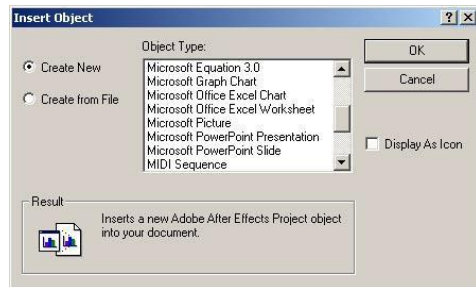 Insert Object
Object Type:
Create New
Create from File
Microsoft Equation 3.0
Microsoft Graph Chart
Microsoft Office Excel Chart
Microsoft Office Excel Worksheet
Microsoft Picture
Microsoft PowerPoint Presentation
Microsoft PowerPoint Slide
MIDI Sequence
OK
Cancel
Display As Icon
Result
Inserts a new Adobe After Effects Project object
into your document.